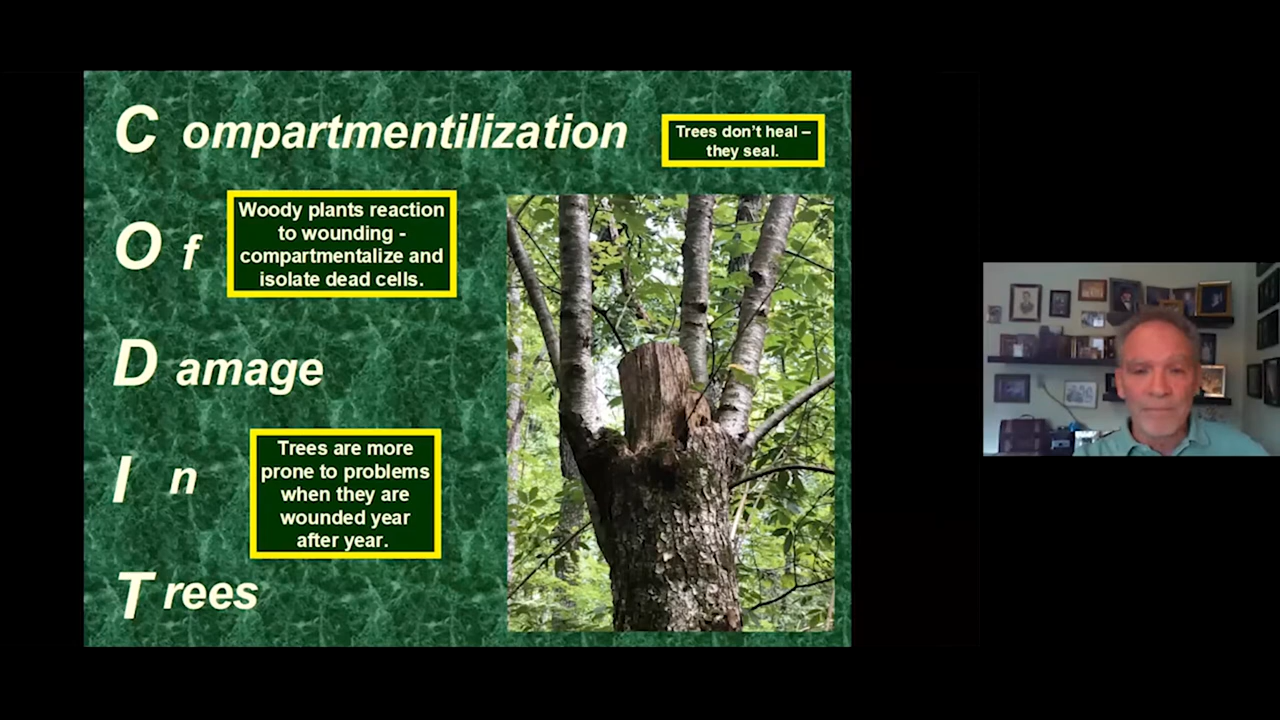 C ompartmentilization
Trees don't heal –
they seal.
O f
Woody plants reaction
to wounding -
compartmentalize and
isolate dead cells.
D amage
I n
Trees are more
prone to problems
when they are
wounded year
after year.
T rees